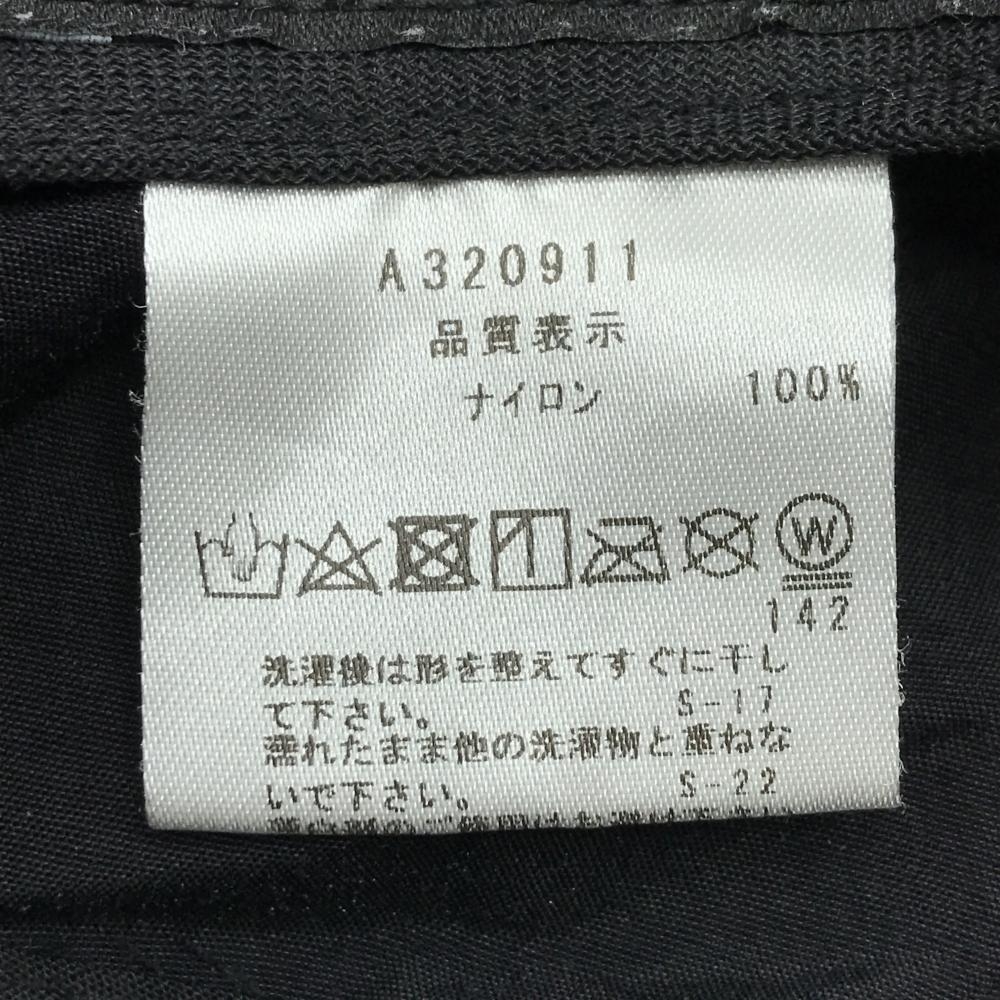 A320911
品質表示
ナイロン 100%
W
142
洗濯後は形を整えてすぐに干し
て下さい。 S-17
濡れたまま他の洗濯物と重ねな
いで下さい。 S-22